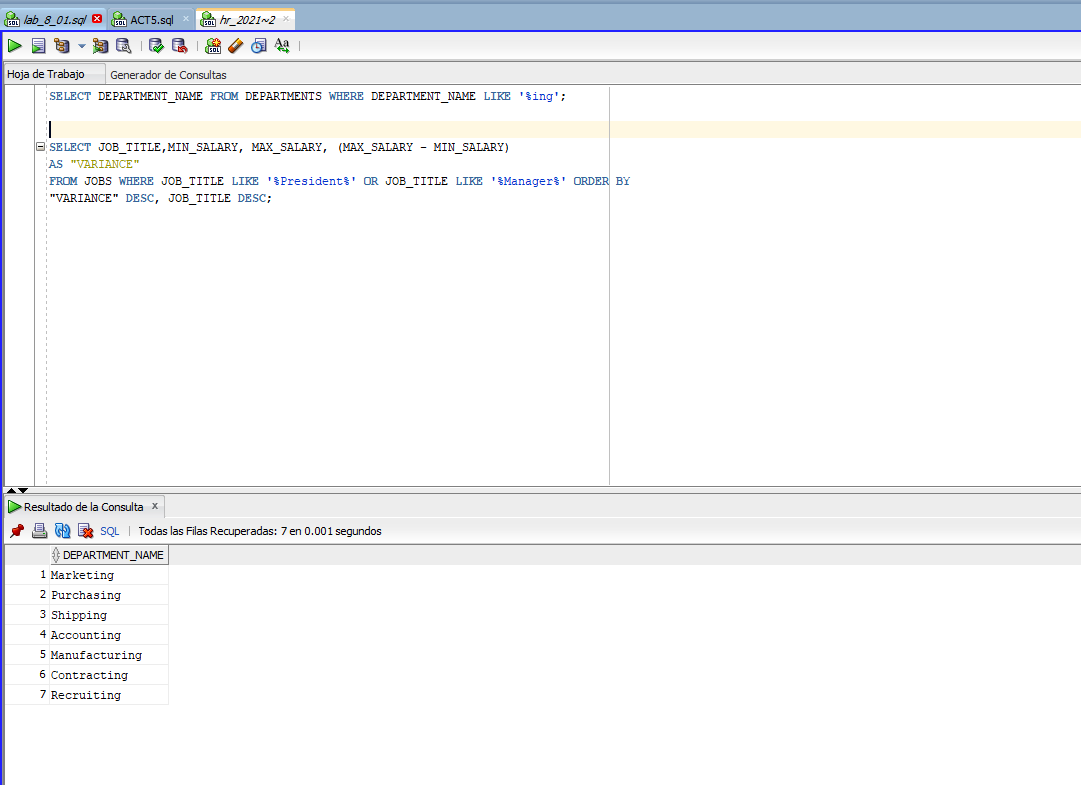 lab_8_01.sql ACT5.sql hr_2021~2
Hoja de Trabajo Generador de Consultas
SELECT DEPARTMENT_NAME FROM DEPARTMENTS WHERE DEPARTMENT_NAME LIKE '%ing';
SELECT JOB_TITLE,MIN_SALARY, MAX_SALARY, (MAX_SALARY - MIN_SALARY)
AS "VARIANCE"
FROM JOBS WHERE JOB_TITLE LIKE '%President%' OR JOB_TITLE LIKE '%Manager%' ORDER BY
"VARIANCE" DESC, JOB_TITLE DESC;
Resultado de la Consulta x
SQL | Todas las Filas Recuperadas: 7 en 0.001 segundos
DEPARTMENT_NAME
1 Marketing
2 Purchasing
3 Shipping
4 Accounting
5 Manufacturing
6 Contracting
7 Recruiting